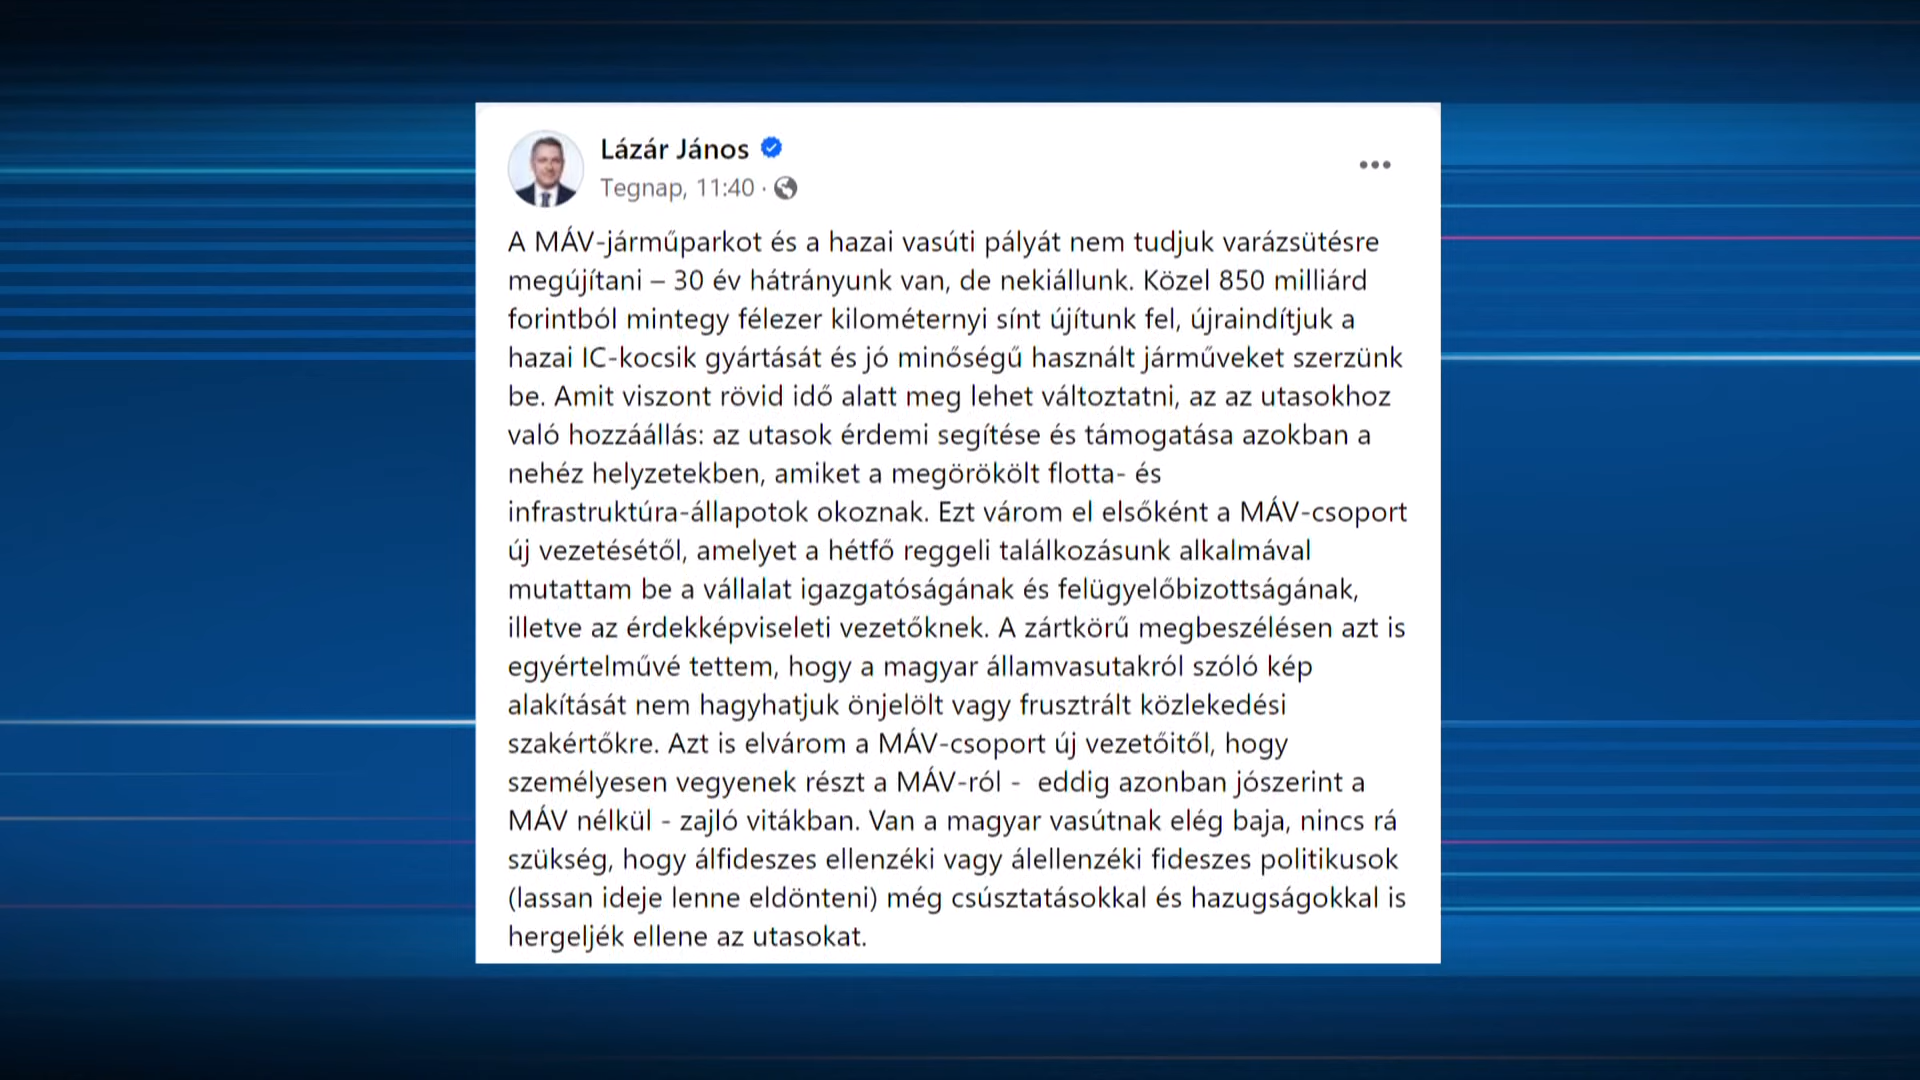 Lázár János
Tegnap, 11:40 ·
A MÁV-járműparkot és a hazai vasúti pályát nem tudjuk varázsütésre
megújítani – 30 év hátrányunk van, de nekiállunk. Közel 850 milliárd
forintból mintegy félezer kilométernyi sínt újítunk fel, újraindítjuk a
hazai IC-kocsik gyártását és jó minőségű használt járműveket szerzünk
be. Amit viszont rövid idő alatt meg lehet változtatni, az az utasokhoz
való hozzáállás: az utasok érdemi segítése és támogatása azokban a
nehéz helyzetekben, amiket a megörökölt flotta- és
infrastruktúra-állapotok okoznak. Ezt várom el elsőként a MÁV-csoport
új vezetésétől, amelyet a hétfő reggeli találkozásunk alkalmával
mutattam be a vállalat igazgatóságának és felügyelőbizottságának,
illetve az érdekképviseleti vezetőknek. A zártkörű megbeszélésen azt is
egyértelművé tettem, hogy a magyar államvasutakról szóló kép
alakítását nem hagyhatjuk önjelölt vagy frusztrált közlekedési
szakértőkre. Azt is elvárom a MÁV-csoport új vezetőitől, hogy
személyesen vegyenek részt a MÁV-ról -  eddig azonban jószerint a
MÁV nélkül - zajló vitákban. Van a magyar vasútnak elég baja, nincs rá
szükség, hogy álfideszes ellenzéki vagy álellenzéki fideszes politikusok
(lassan ideje lenne eldönteni) még csúsztatásokkal és hazugságokkal is
hergeljék ellene az utasokat.